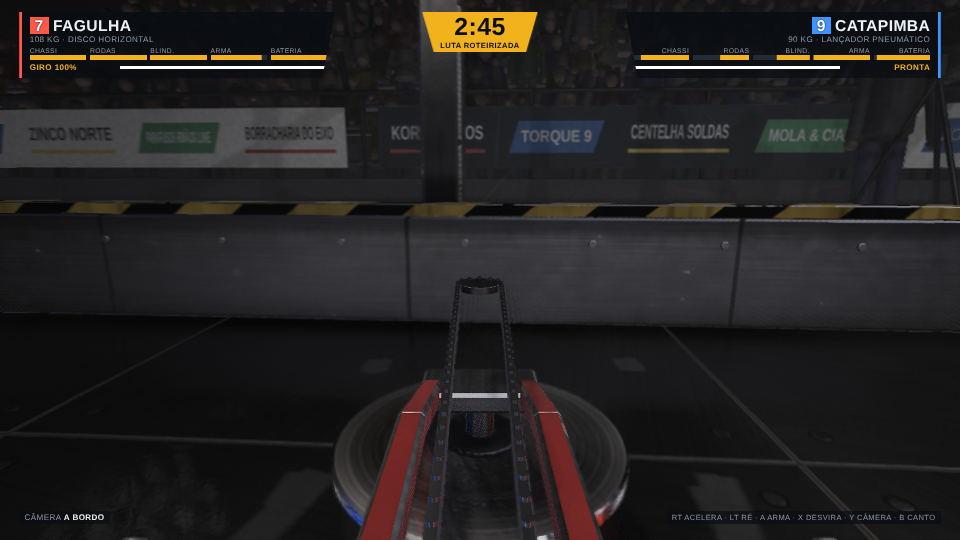 7 FAGULHA
108 KG · DISCO HORIZONTAL
CHASSI RODAS BLIND. ARMA BATERIA
GIRO 100%
2:45
LUTA ROTEIRIZADA
9 CATAPIMBA
90 KG · LANÇADOR PNEUMÁTICO
CHASSI RODAS BLIND. ARMA BATERIA
PRONTA
ZINCO NORTE
BORRACHARIA DO EIXO
KOR
OS
TORQUE 9
CENTELHA SOLDAS
MOLA & CIA
CÂMERA A BORDO
RT ACELERA · LT RÉ · A ARMA · X DESVIRA · Y CÂMERA · B CANTO